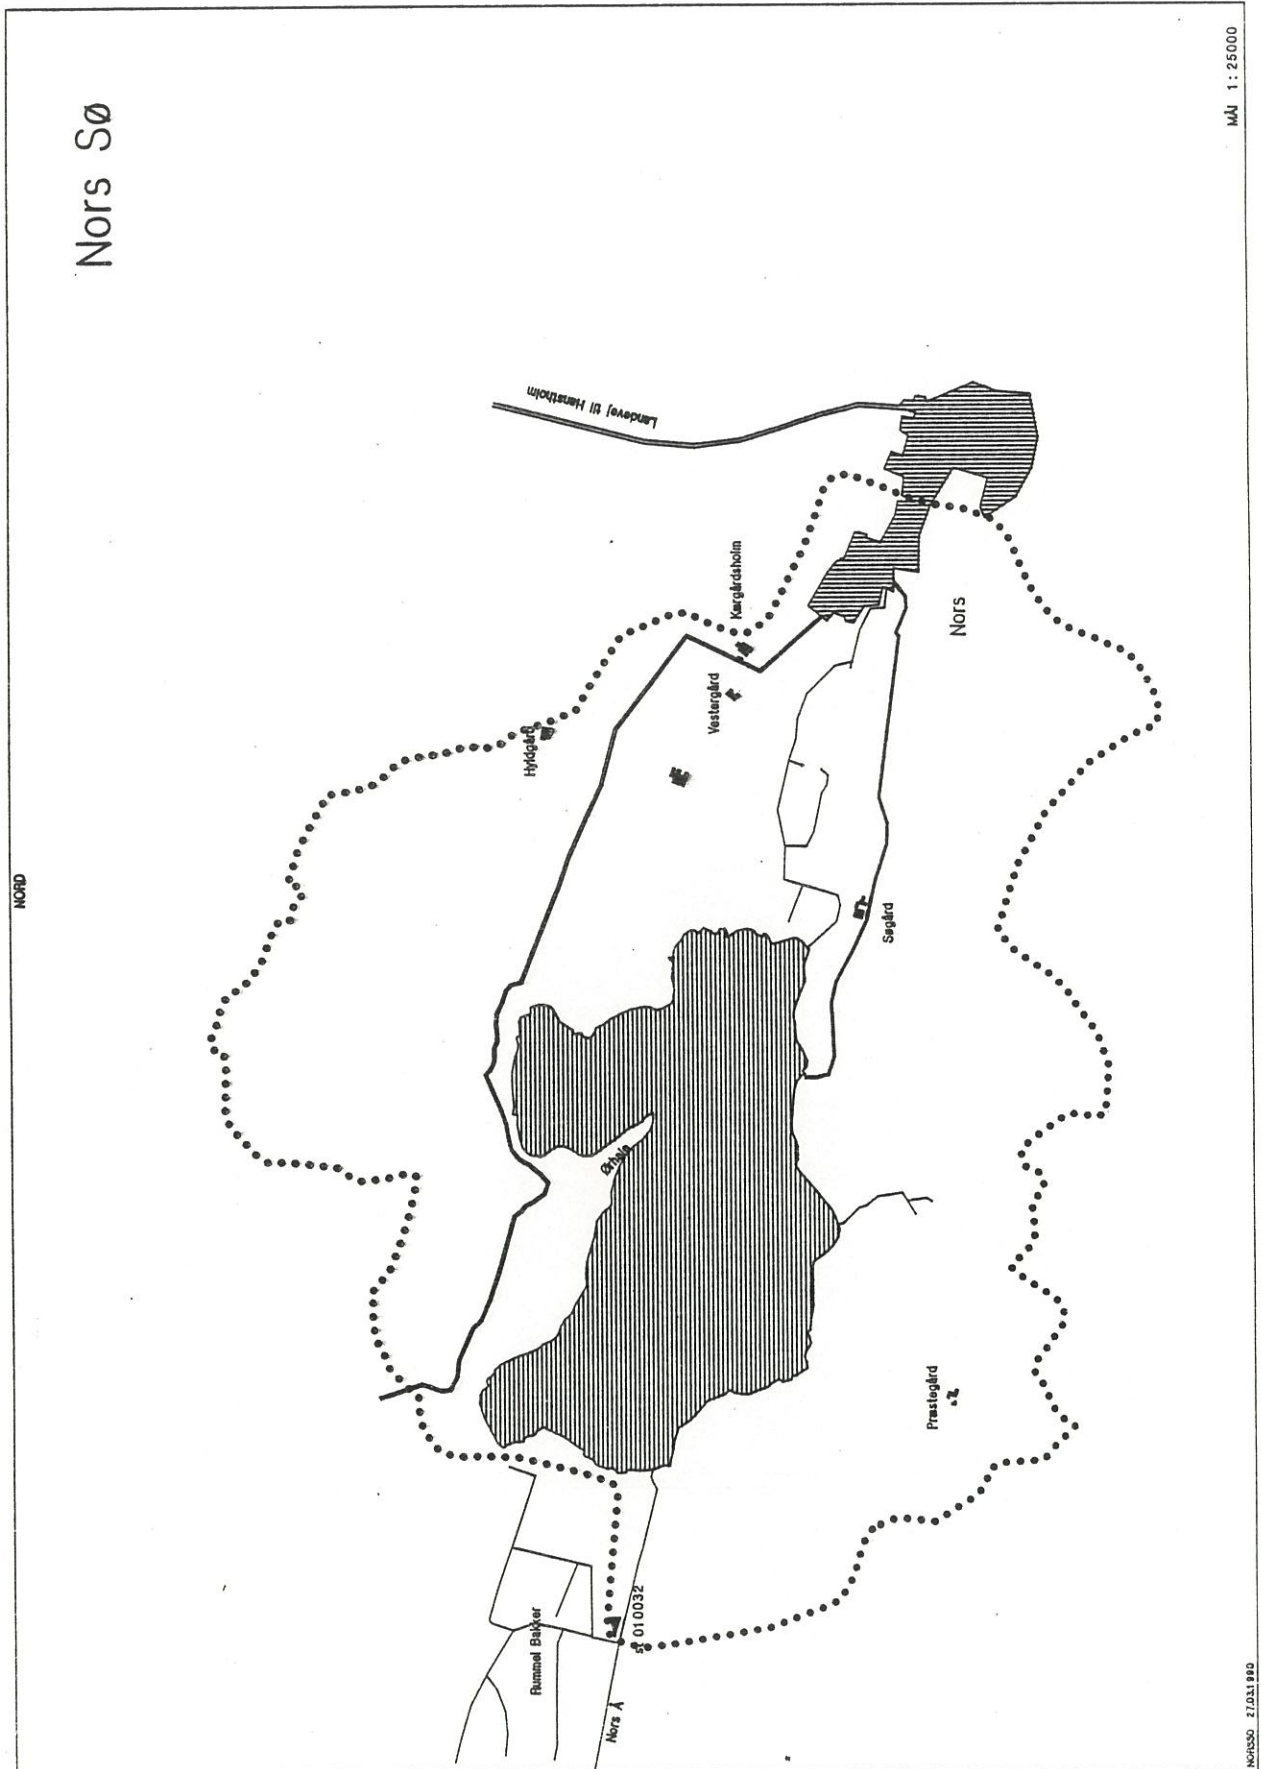 Nors Sø
MÅl 1 : 25000
NORD
Landevej til Hanstholm
Kærgårdsholm
Vestergård
Hyldgård
Nors
Søgård
Ørhale
Præstegård
Rummel Bakker
st 010032
Nors Å
NORSSO 27.03.1990